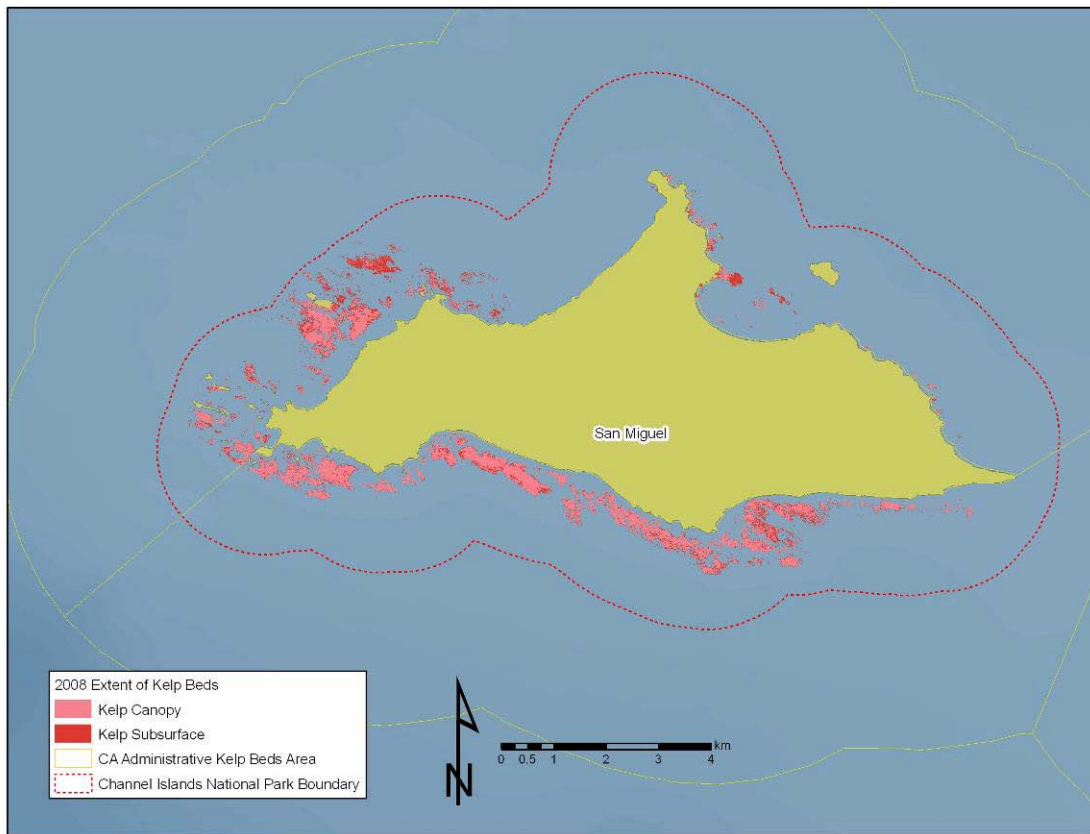 San Miguel
2008 Extent of Kelp Beds
Kelp Canopy
Kelp Subsurface
CA Administrative Kelp Beds Area
Channel Islands National Park Boundary
N
km
0 0.5 1 2 3 4